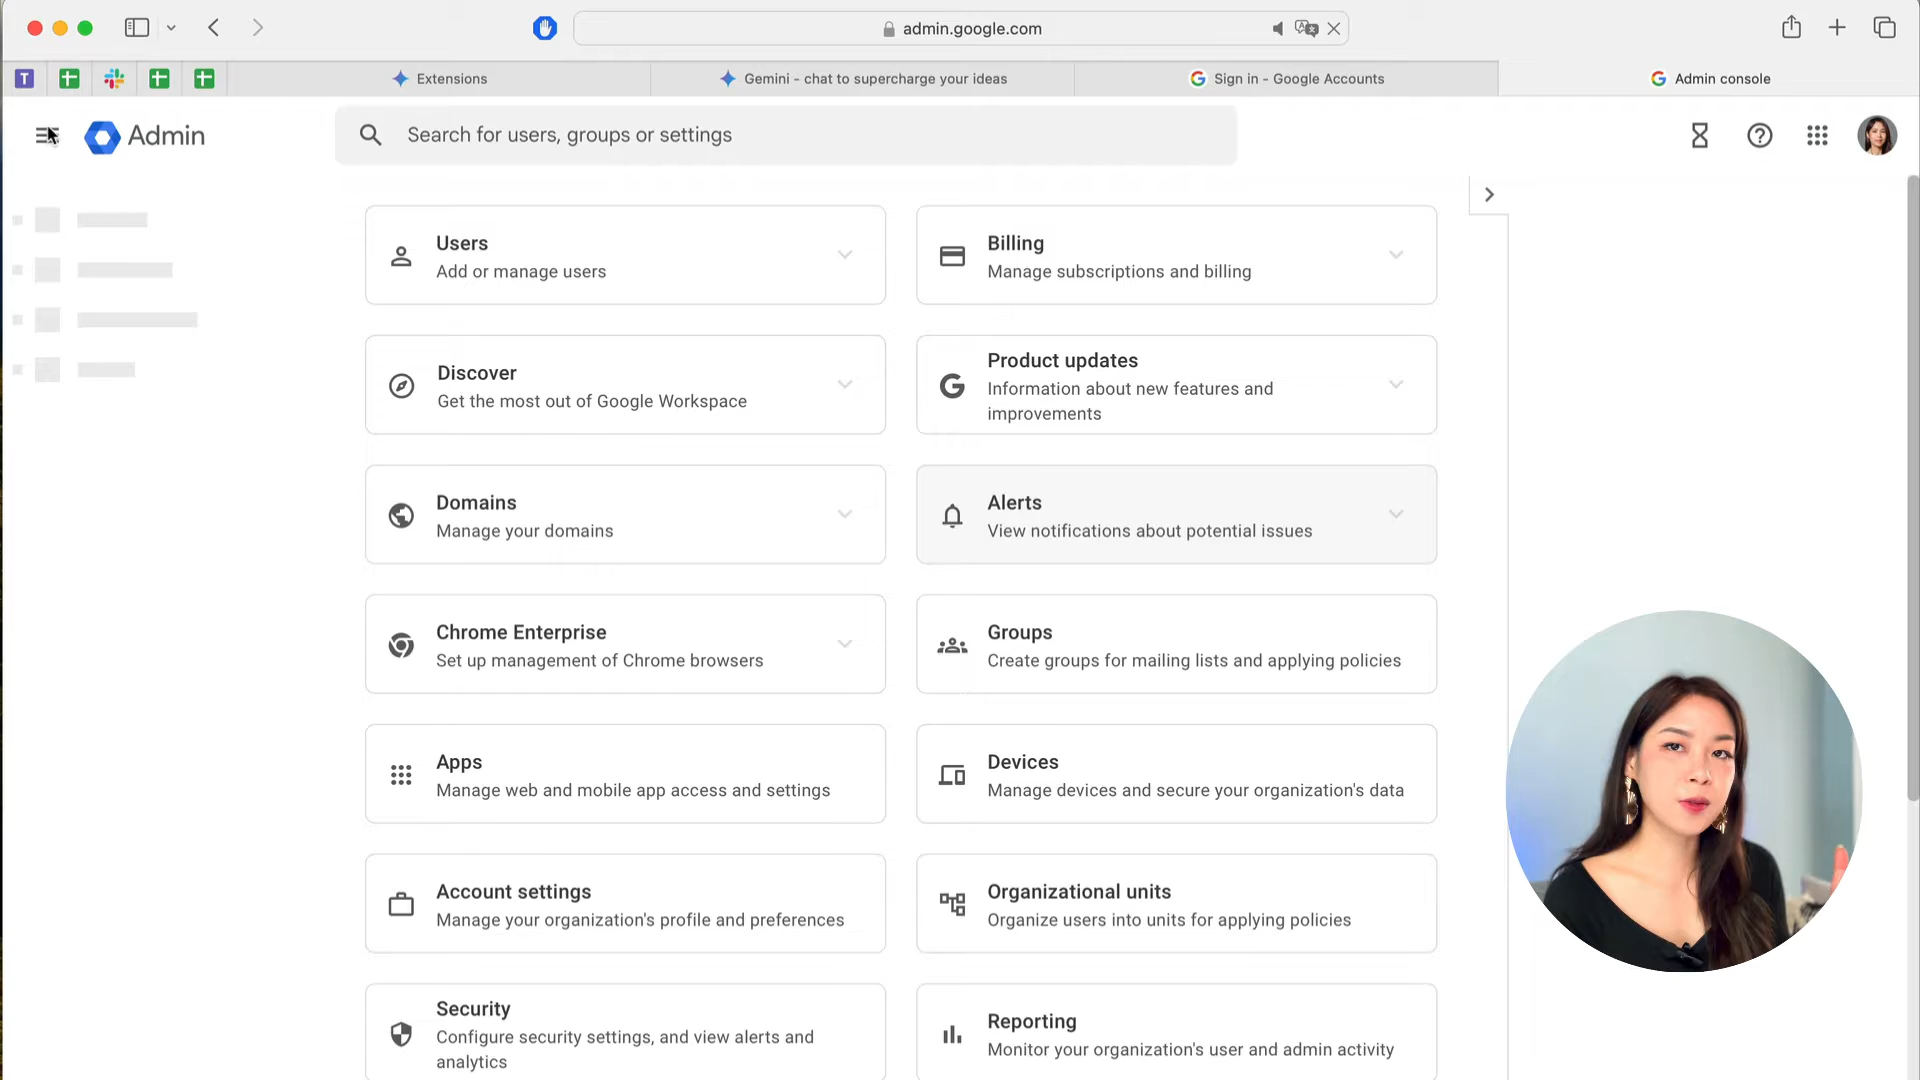 admin.google.com
T
Extensions
Gemini - chat to supercharge your ideas
Sign in - Google Accounts
Admin console
Admin
Search for users, groups or settings
Users
Add or manage users
Billing
Manage subscriptions and billing
Discover
Get the most out of Google Workspace
Product updates
Information about new features and
improvements
Domains
Manage your domains
Alerts
View notifications about potential issues
Chrome Enterprise
Set up management of Chrome browsers
Groups
Create groups for mailing lists and applying policies
Apps
Manage web and mobile app access and settings
Devices
Manage devices and secure your organization's data
Account settings
Manage your organization's profile and preferences
Organizational units
Organize users into units for applying policies
Security
Configure security settings, and view alerts and
analytics
Reporting
Monitor your organization's user and admin activity